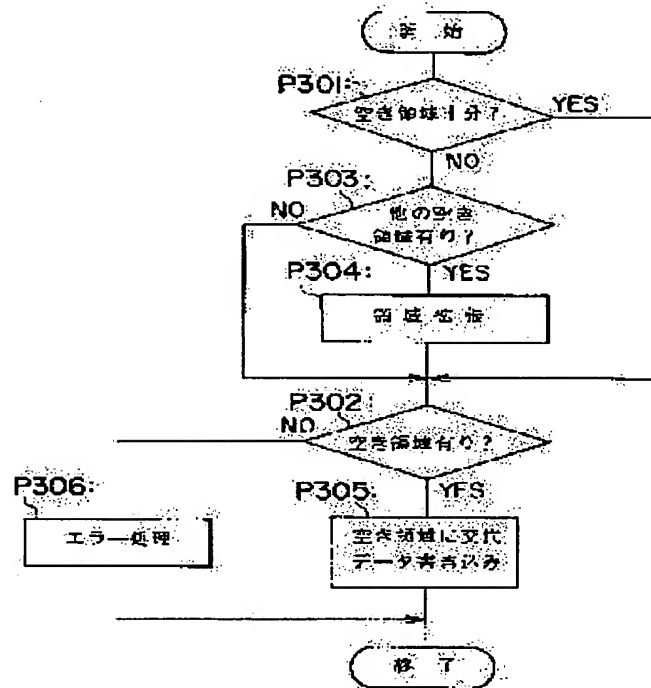 開 始
P301:
空き領域十分?
YES
NO
P303:
NO
他の空き
領域有り?
P304:
YES
領 域 拡 張
P302:
NO
空き領域有り?
P306:
P305:
YES
エラー処理
空き領域に交代
データ書き込み
終 了